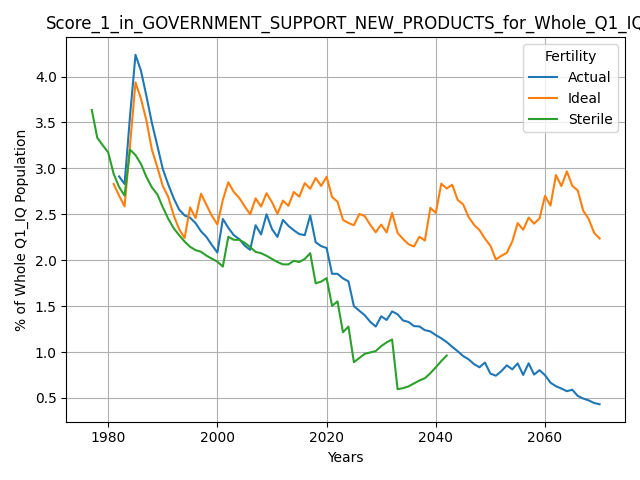 Score_1_in_GOVERNMENT_SUPPORT_NEW_PRODUCTS_for_Whole_Q1_IQ
Fertility
Actual
Ideal
Sterile
% of Whole Q1_IQ Population
4.0
3.5
3.0
2.5
2.0
1.5
1.0
0.5
1980 2000 2020 2040 2060
Years